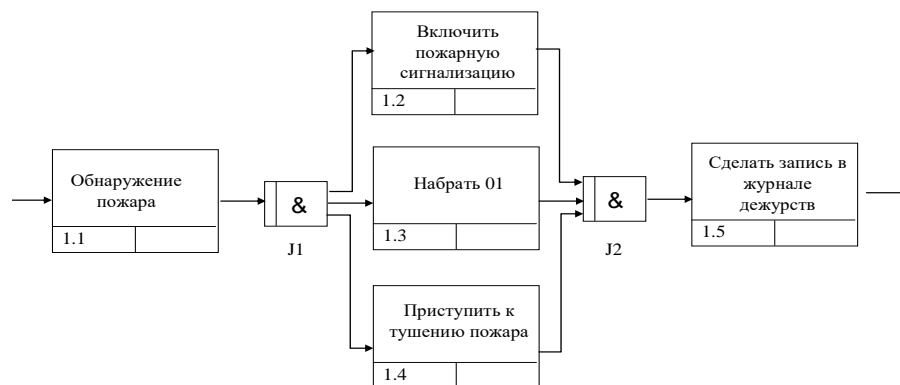 Включить
пожарную
сигнализацию
1.2
Обнаружение
пожара
1.1
&
J1
Набрать 01
1.3
&
J2
Сделать запись в
журнале
дежурств
1.5
Приступить к
тушению пожара
1.4